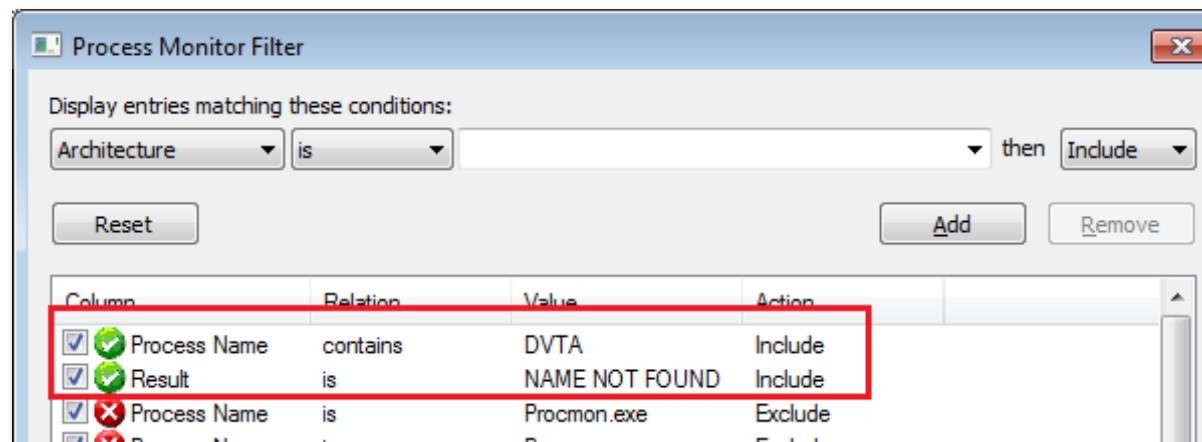 Process Monitor Filter
Display entries matching these conditions:
Architecture is then Include
Reset Add Remove
Column Relation Value Action
Process Name contains DVTA Include
Result is NAME NOT FOUND Include
Process Name is Procmon.exe Exclude